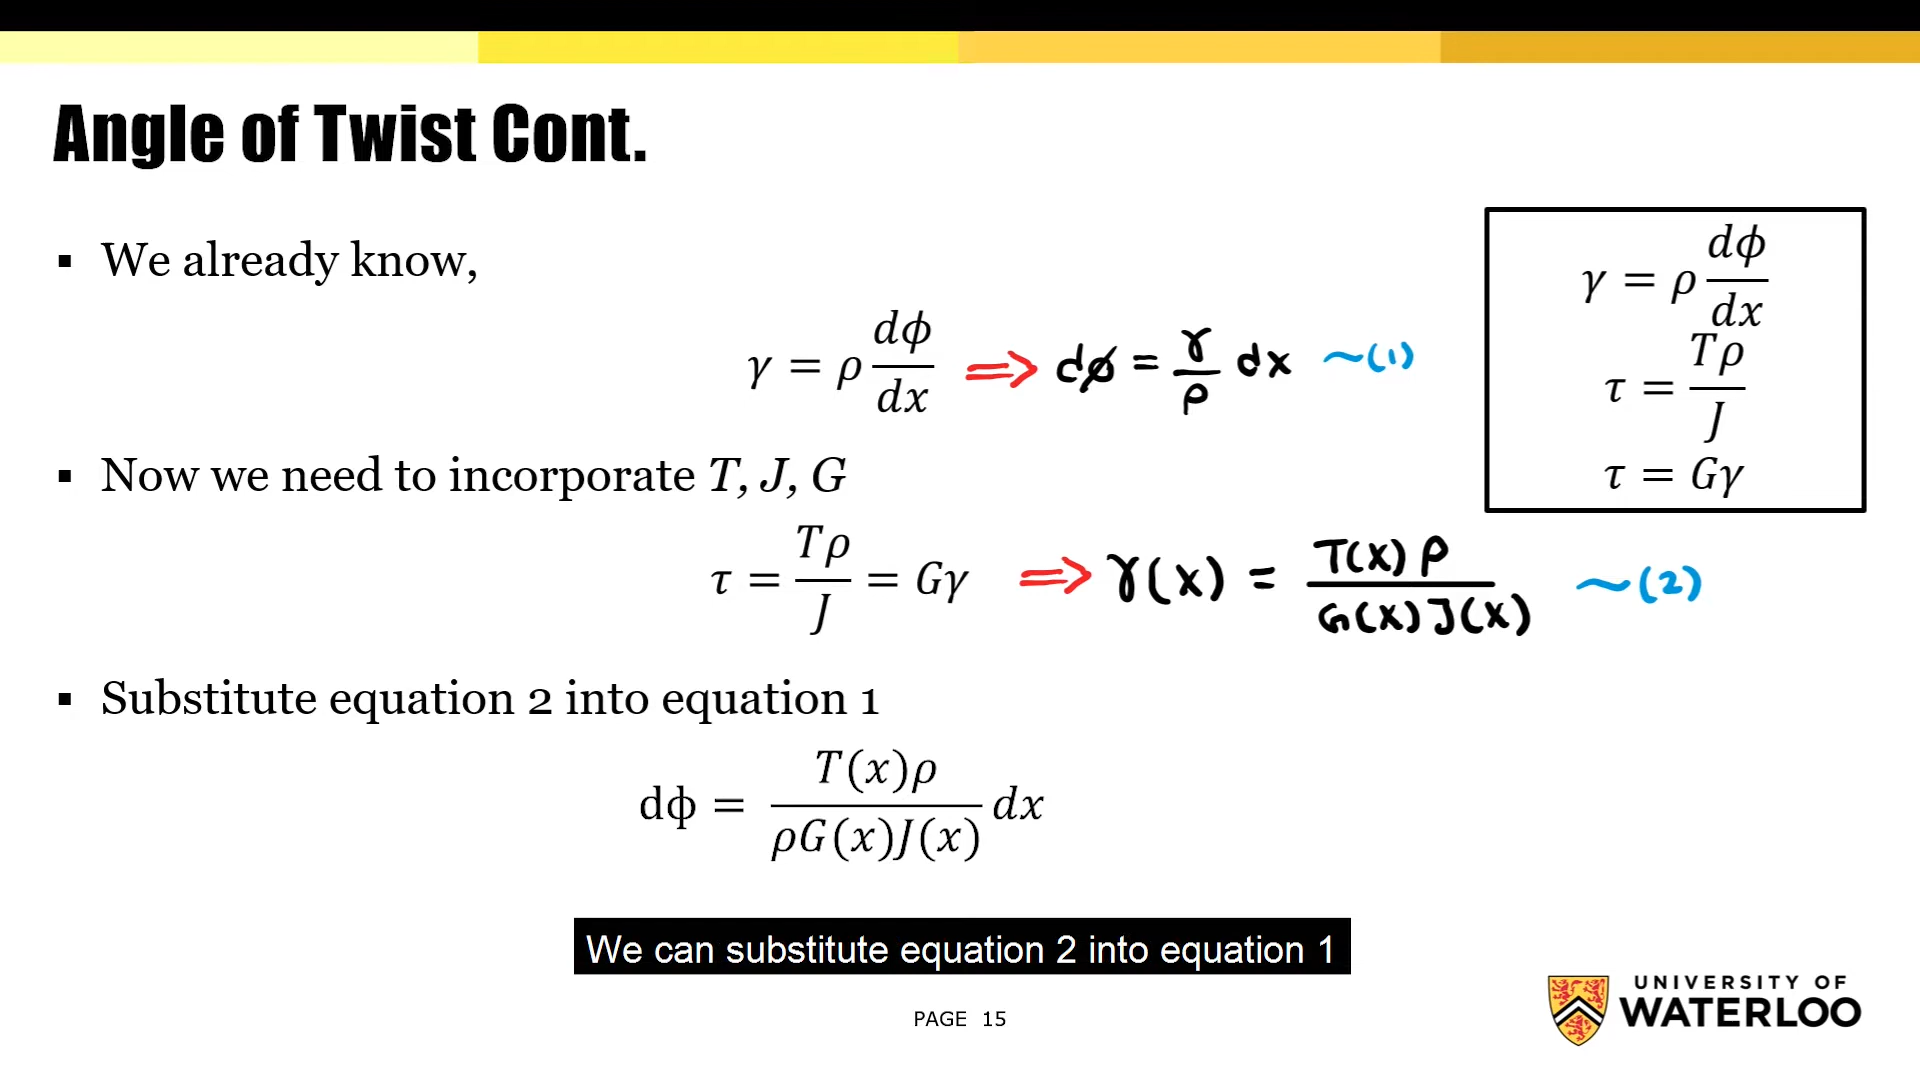 Angle of Twist Cont.
▪ We already know,
γ = ρ dϕ/dx ⇒ dϕ = γ/ρ dx ~(1)
▪ Now we need to incorporate T, J, G
τ = Tρ/J = Gγ ⇒ γ(x) = T(x) ρ / G(x) J(x) ~(2)
▪ Substitute equation 2 into equation 1
dϕ = T(x)ρ / ρG(x)J(x) dx
γ = ρ dϕ/dx
τ = Tρ/J
τ = Gγ
We can substitute equation 2 into equation 1
PAGE 15
UNIVERSITY OF
WATERLOO